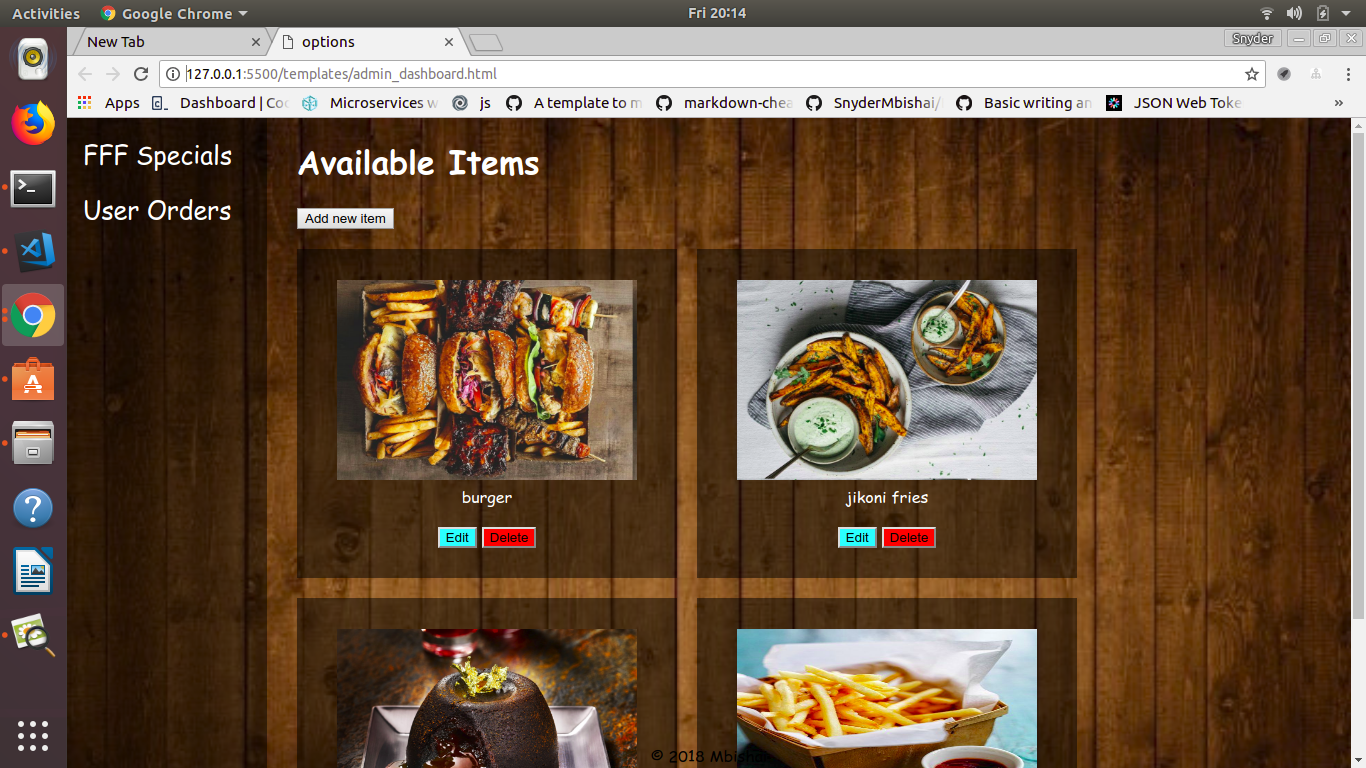 Activities Google Chrome Fri 20:14
New Tab options Snyder
127.0.0.1:5500/templates/admin_dashboard.html
Apps Dashboard | Co Microservices w js A template to m markdown-chea SnyderMbishai/ Basic writing an JSON Web Toke »
FFF Specials
User Orders
Available Items
Add new item
burger
jikoni fries
Edit Delete
Edit Delete
© 2018